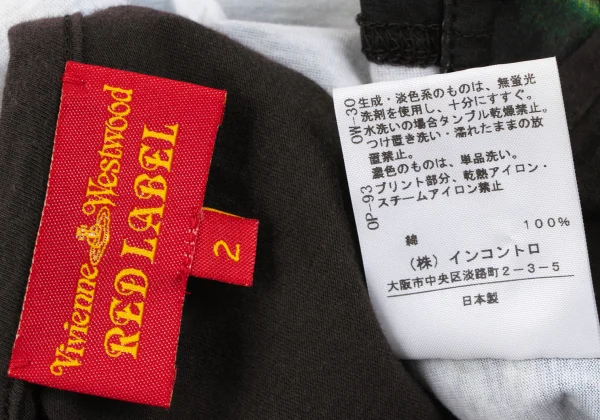 Vivienne Westwood
RED LABEL
2
OW-30
生成・淡色系のものは、無蛍光
洗剤を使用し、十分にすすぐ。
水洗いの場合タンブル乾燥禁止。
つけ置き洗い・濡れたままの放
置禁止。
濃色のものは、単品洗い。
OP-93
プリント部分、乾熱アイロン・
スチームアイロン禁止
綿 100%
(株) インコントロ
大阪市中央区淡路町2-3-5
日本製